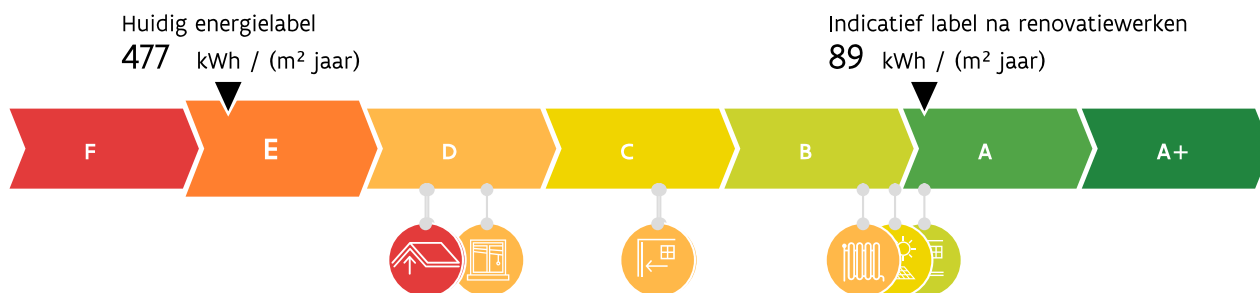 Huidig energielabel
477 kWh / (m² jaar)
Indicatief label na renovatiewerken
89 kWh / (m² jaar)
F E D C B A A+